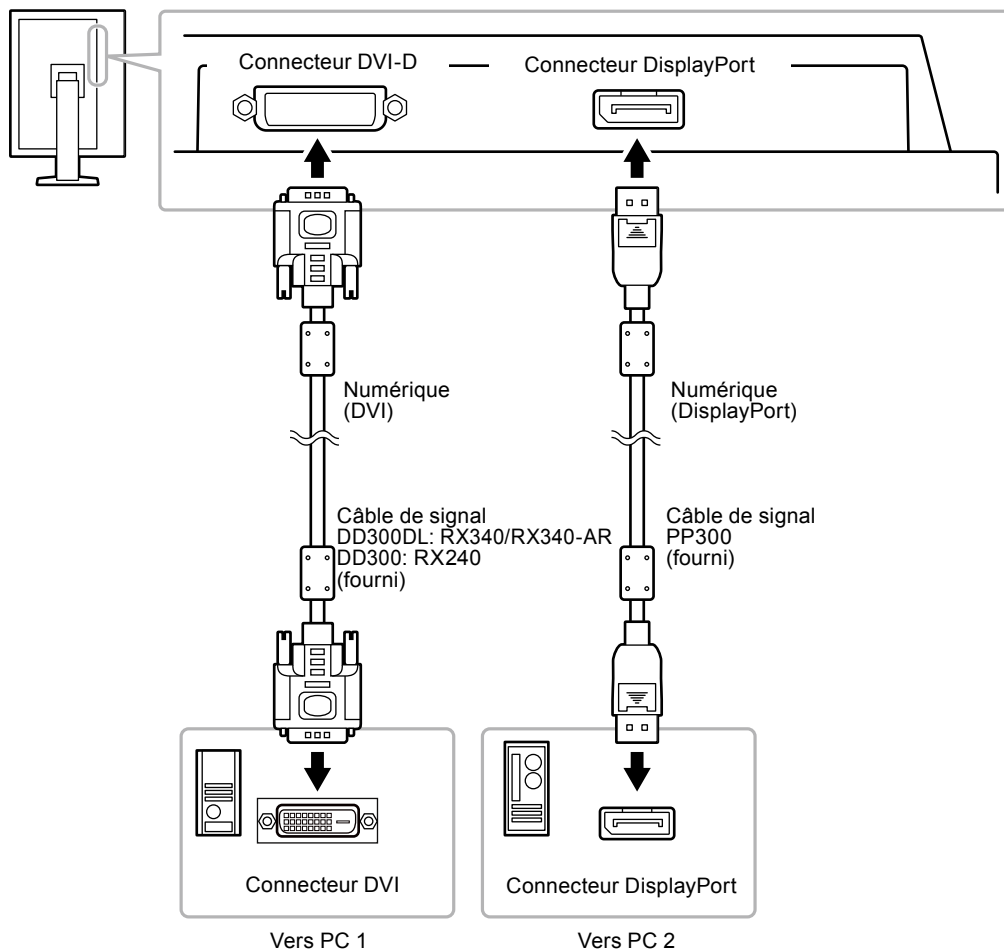 Connecteur DVI-D
Connecteur DisplayPort
Numérique
(DVI)
Numérique
(DisplayPort)
Câble de signal
DD300DL: RX340/RX340-AR
DD300: RX240
(fourni)
Câble de signal
PP300
(fourni)
Connecteur DVI
Connecteur DisplayPort
Vers PC 1
Vers PC 2